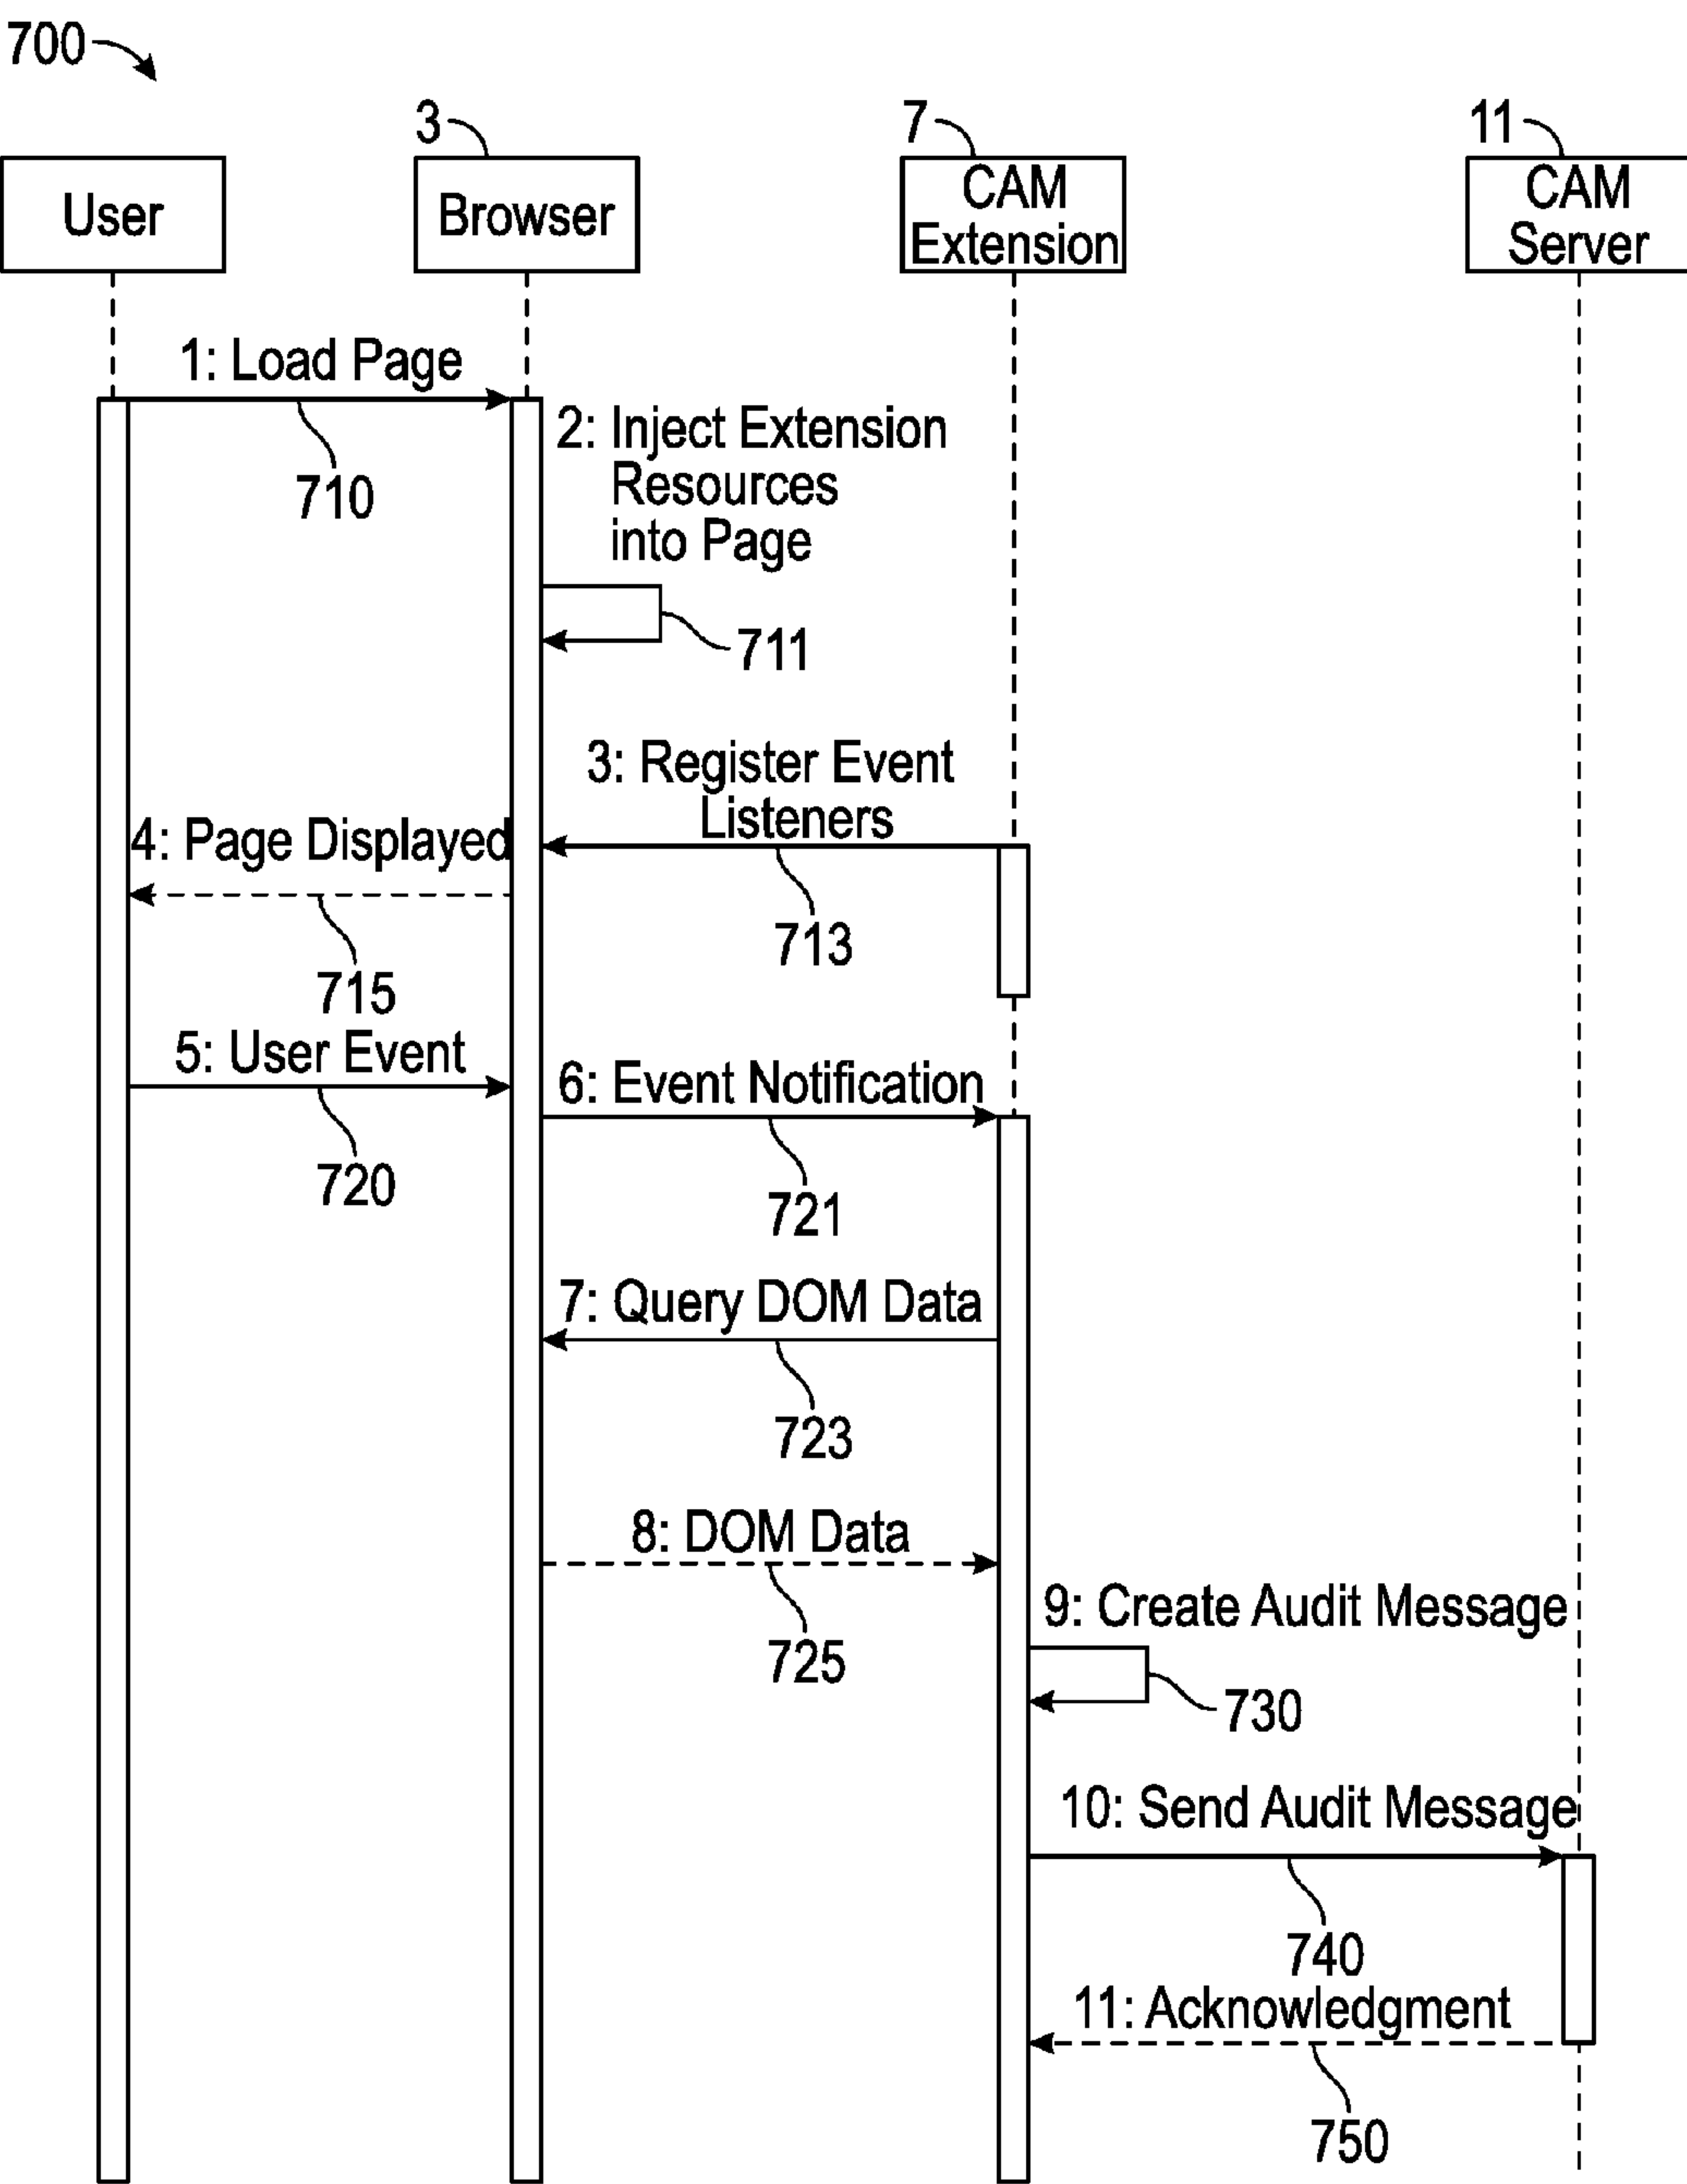 700
3
7
11
User
Browser
CAM
Extension
CAM
Server
1: Load Page
710
2: Inject Extension
Resources
into Page
711
3: Register Event
Listeners
713
4: Page Displayed
715
5: User Event
720
6: Event Notification
721
7: Query DOM Data
723
8: DOM Data
725
9: Create Audit Message
730
10: Send Audit Message
740
11: Acknowledgment
750